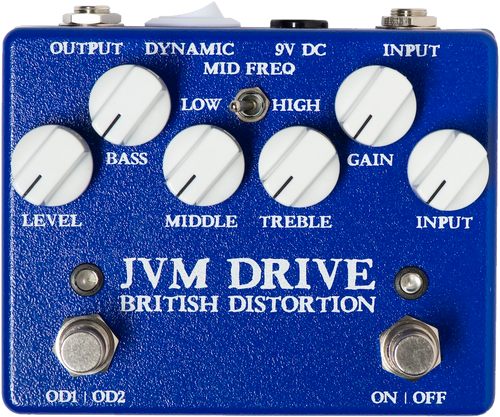 OUTPUT DYNAMIC 9V DC INPUT
MID FREQ
LOW HIGH
BASS GAIN
LEVEL MIDDLE TREBLE INPUT
JVM DRIVE
BRITISH DISTORTION
OD1 | OD2 ON | OFF